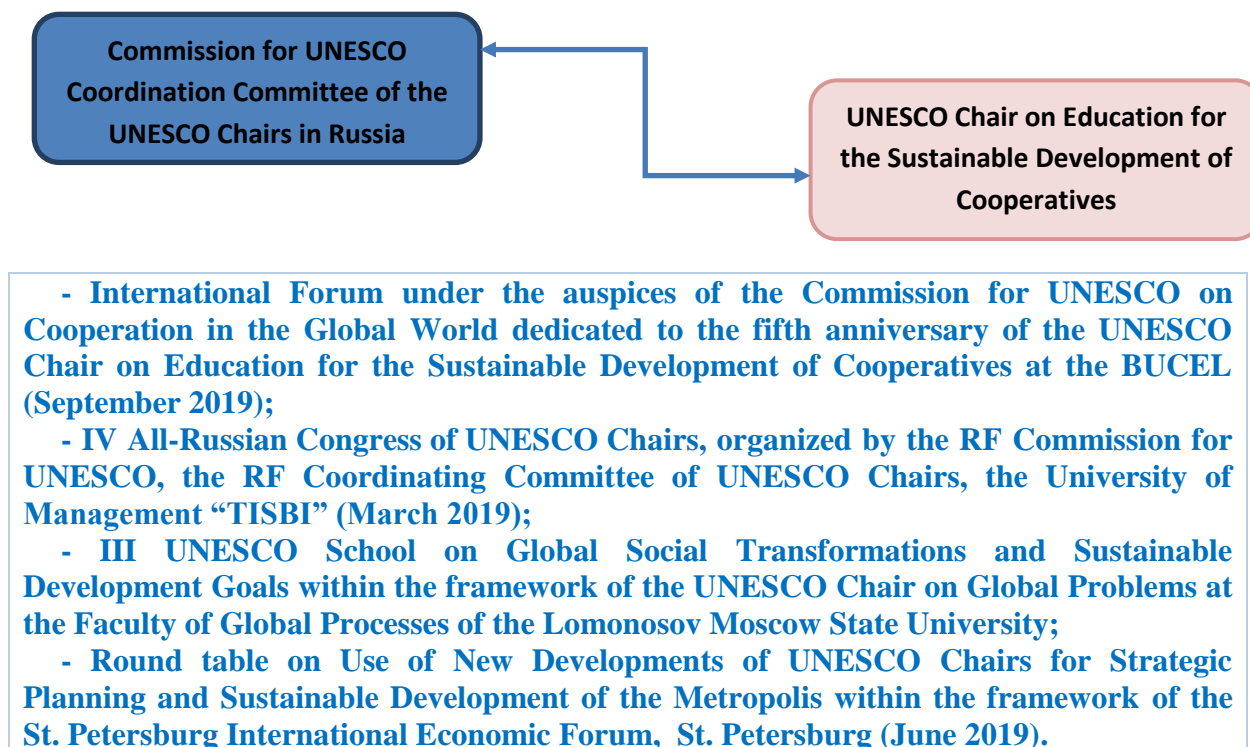 Commission for UNESCO
Coordination Committee of the
UNESCO Chairs in Russia
UNESCO Chair on Education for
the Sustainable Development of
Cooperatives
- International Forum under the auspices of the Commission for UNESCO on
Cooperation in the Global World dedicated to the fifth anniversary of the UNESCO
Chair on Education for the Sustainable Development of Cooperatives at the BUCEL
(September 2019);
- IV All-Russian Congress of UNESCO Chairs, organized by the RF Commission for
UNESCO, the RF Coordinating Committee of UNESCO Chairs, the University of
Management “TISBI” (March 2019);
- III UNESCO School on Global Social Transformations and Sustainable
Development Goals within the framework of the UNESCO Chair on Global Problems at
the Faculty of Global Processes of the Lomonosov Moscow State University;
- Round table on Use of New Developments of UNESCO Chairs for Strategic
Planning and Sustainable Development of the Metropolis within the framework of the
St. Petersburg International Economic Forum, St. Petersburg (June 2019).